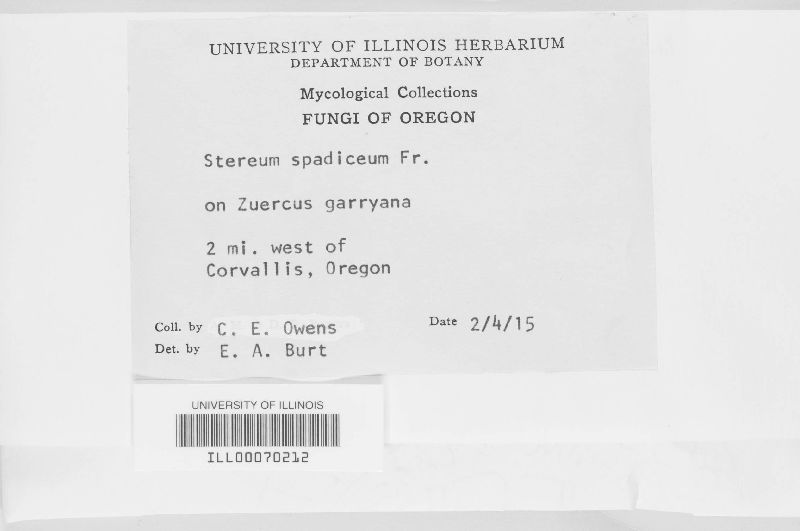 UNIVERSITY OF ILLINOIS HERBARIUM
DEPARTMENT OF BOTANY
Mycological Collections
FUNGI OF OREGON
Stereum spadiceum Fr.
on Zuercus garryana
2 mi. west of
Corvallis, Oregon
Coll. by C. E. Owens Date 2/4/15
Det. by E. A. Burt
UNIVERSITY OF ILLINOIS
ILL00070212